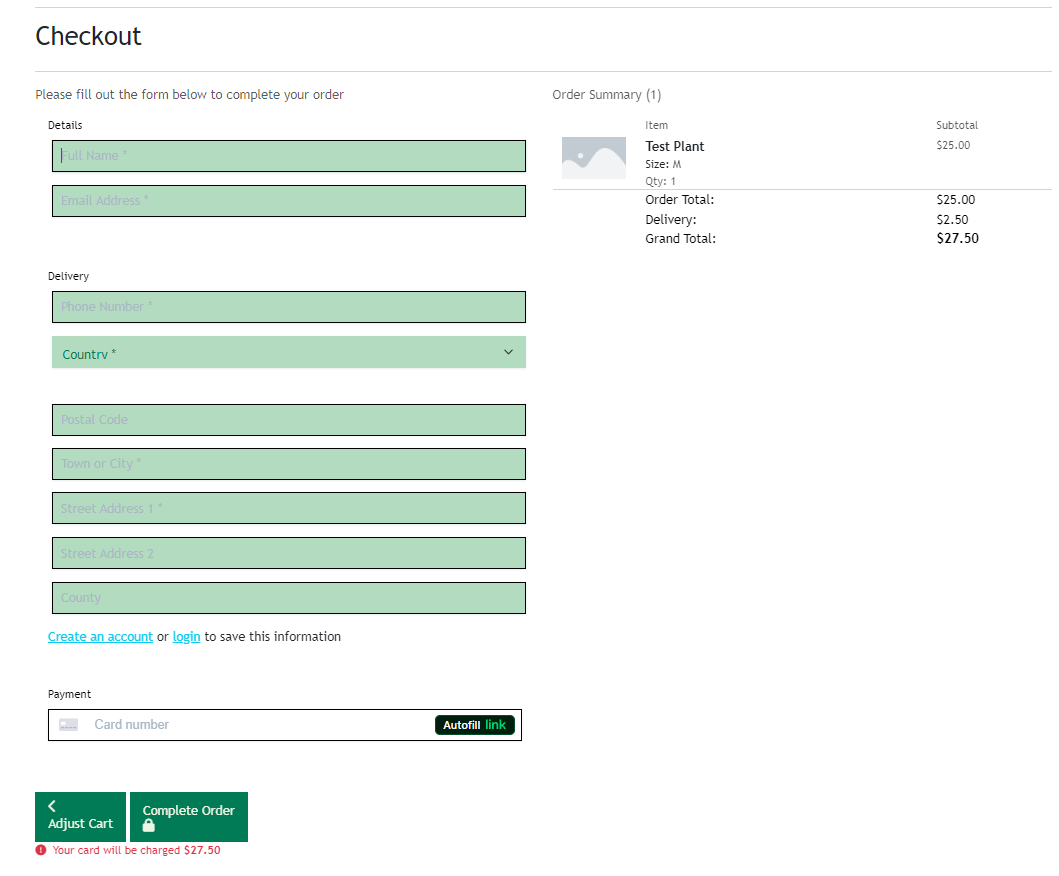 Checkout
Please fill out the form below to complete your order
Details
Full Name *
Email Address *
Delivery
Phone Number *
Country *
Postal Code
Town or City *
Street Address 1 *
Street Address 2
County
Create an account or login to save this information
Payment
Card number
Autofill link
Adjust Cart
Complete Order
Your card will be charged $27.50
Order Summary (1)
Item Subtotal
Test Plant $25.00
Size: M
Qty: 1
Order Total: $25.00
Delivery: $2.50
Grand Total: $27.50